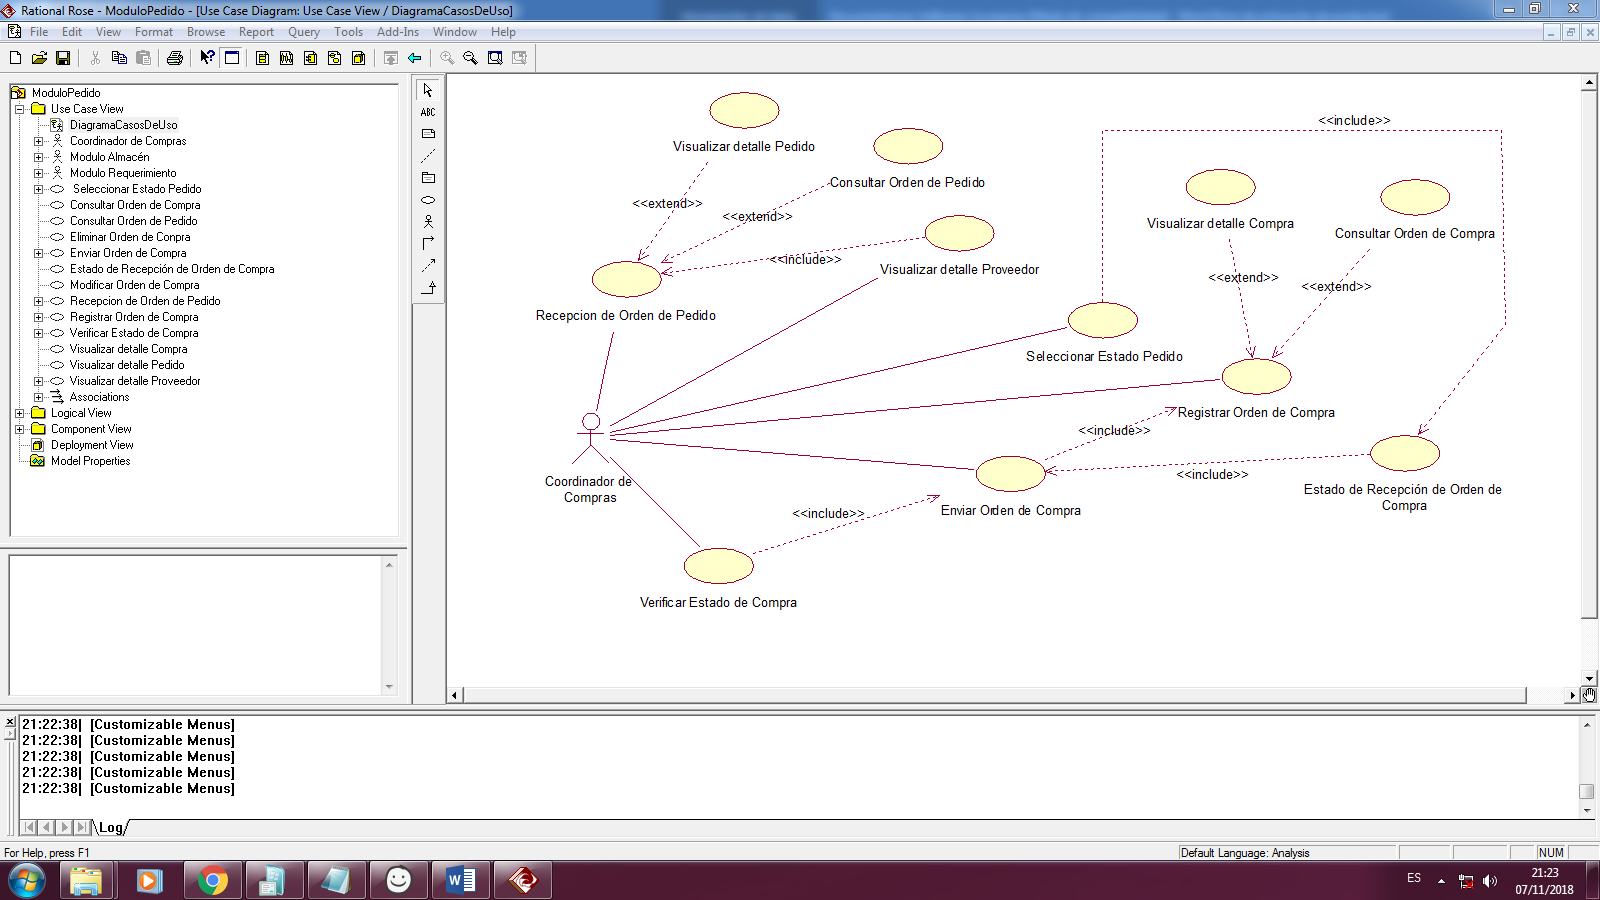 Rational Rose - ModuloPedido - [Use Case Diagram: Use Case View / DiagramaCasosDeUso]
File Edit View Format Browse Report Query Tools Add-Ins Window Help
ModuloPedido
Use Case View
DiagramaCasosDeUso
Coordinador de Compras
Modulo Almacén
Modulo Requerimiento
Seleccionar Estado Pedido
Consultar Orden de Compra
Consultar Orden de Pedido
Eliminar Orden de Conpra
Enviar Orden de Compra
Estado de Recepción de Orden de Compra
Modificar Orden de Compra
Recepcion de Orden de Pedido
Registrar Orden de Compra
Verificar Estado de Compra
Visualizar detalle Compra
Visualizar detalle Pedido
Visualizar detalle Proveedor
Associations
Logical View
Component View
Deployment View
Model Properties
ABC
Visualizar detalle Pedido
Consultar Orden de Pedido
<<extend>>
<<extend>>
<<include>>
Visualizar detalle Proveedor
Recepcion de Orden de Pedido
<<include>>
Visualizar detalle Compra
Consultar Orden de Compra
<<extend>>
<<extend>>
Seleccionar Estado Pedido
Registrar Orden de Compra
<<include>>
<<include>>
Estado de Recepción de Orden de
Compra
Coordinador de
Compras
Enviar Orden de Compra
<<include>>
Verificar Estado de Compra
21:22:38| [Customizable Menus]
21:22:38| [Customizable Menus]
21:22:38| [Customizable Menus]
21:22:38| [Customizable Menus]
21:22:38| [Customizable Menus]
Log
For Help, press F1
Default Language: Analysis
NUM
ES
21:23
07/11/2018